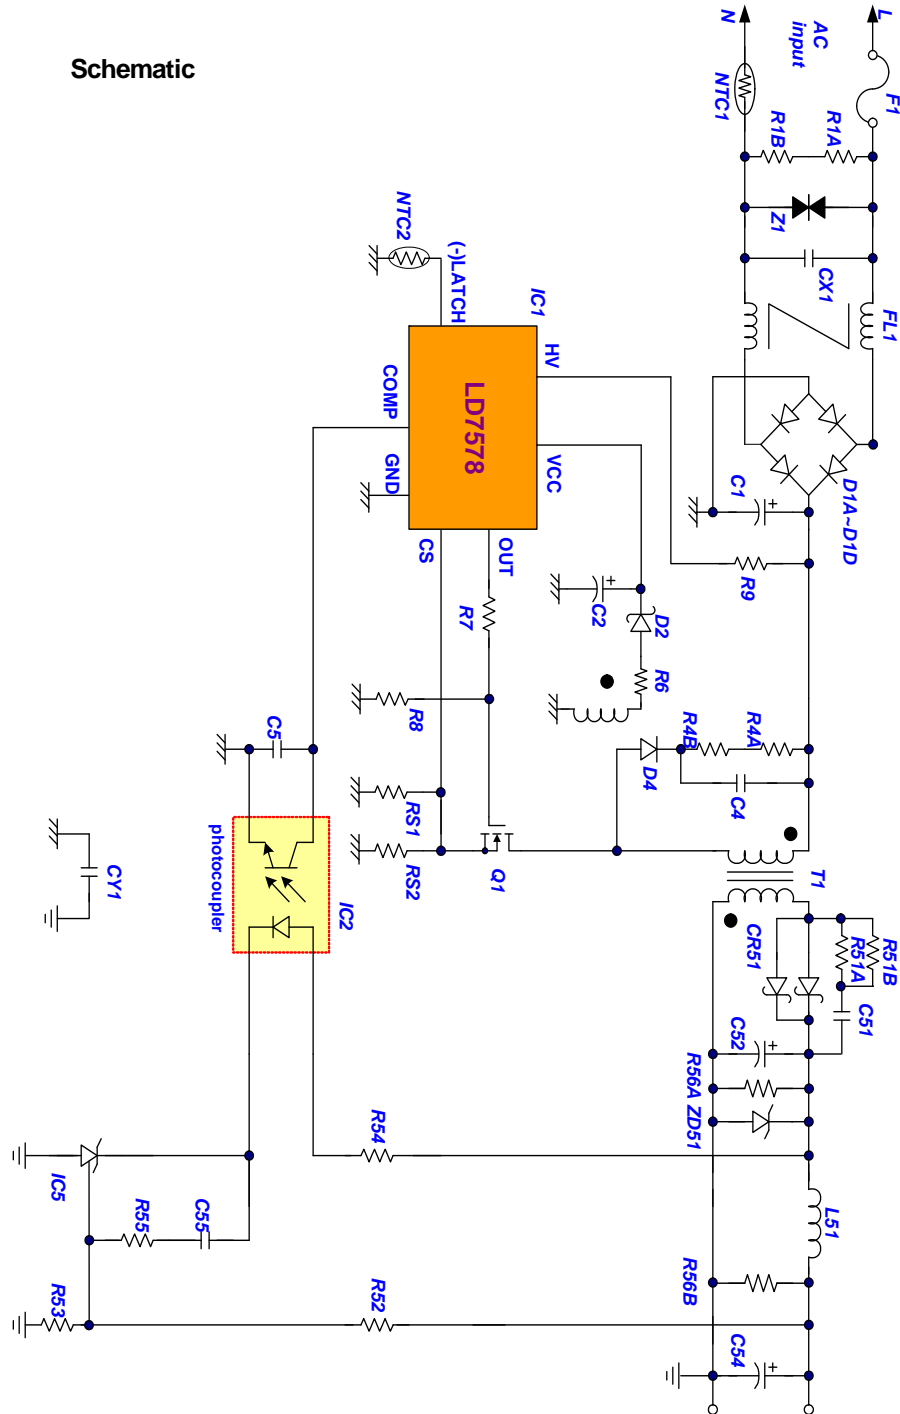 Schematic
L
N
AC
input
F1
NTC1
R1B
R1A
Z1
CX1
FL1
NTC2
(-)LATCH
IC1
HV
COMP
LD7578
GND
VCC
CS
OUT
C1
D1A~D1D
R9
R7
C2
D2
R6
R8
C5
R4B
R4A
D4
C4
RS1
RS2
Q1
T1
photocoupler
IC2
CY1
CR51
R51A
R51B
C51
C52
R56A
ZD51
R54
L51
IC5
R55
C55
R56B
R53
R52
C54